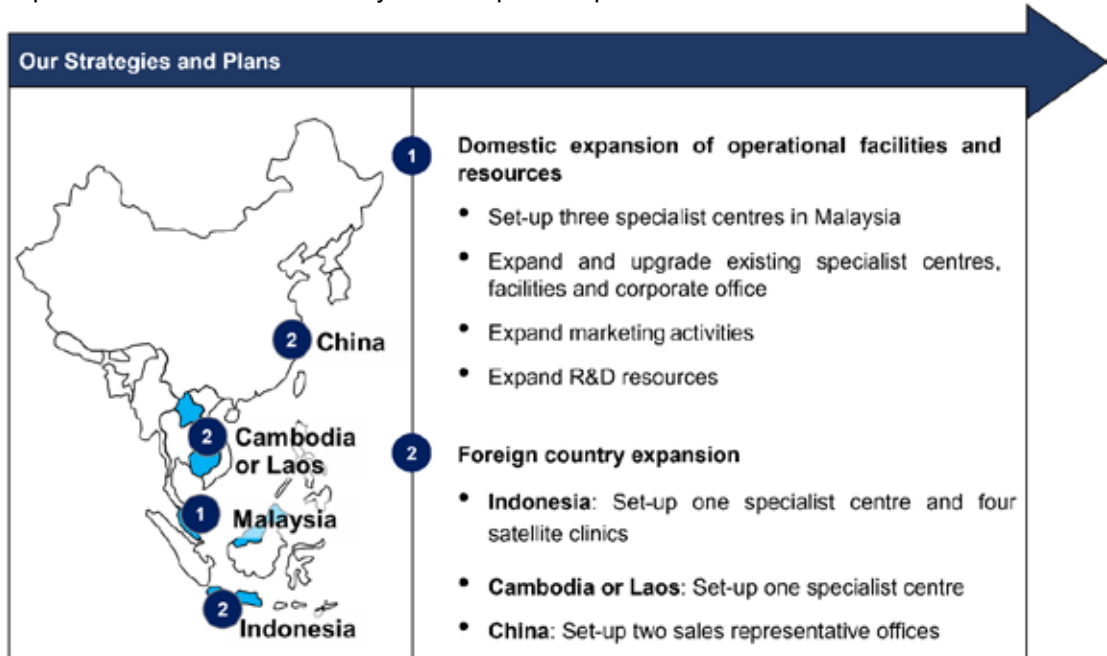 Our Strategies and Plans
1
Domestic expansion of operational facilities and
resources
• Set-up three specialist centres in Malaysia
• Expand and upgrade existing specialist centres,
facilities and corporate office
• Expand marketing activities
• Expand R&D resources
2
Foreign country expansion
• Indonesia: Set-up one specialist centre and four
satellite clinics
• Cambodia or Laos: Set-up one specialist centre
• China: Set-up two sales representative offices
2 China
2 Cambodia
or Laos
1 Malaysia
2
Indonesia